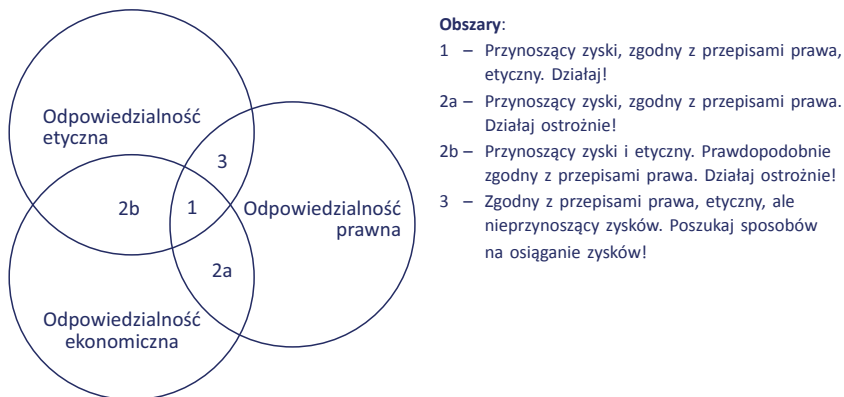 Odpowiedzialność
etyczna
3
2b
1
Odpowiedzialność
prawna
2a
Odpowiedzialność
ekonomiczna
Obszary:
1 – Przynoszący zyski, zgodny z przepisami prawa,
etyczny. Działaj!
2a – Przynoszący zyski, zgodny z przepisami prawa.
Działaj ostrożnie!
2b – Przynoszący zyski i etyczny. Prawdopodobnie
zgodny z przepisami prawa. Działaj ostrożnie!
3 – Zgodny z przepisami prawa, etyczny, ale
nieprzynoszący zysków. Poszukaj sposobów
na osiąganie zysków!